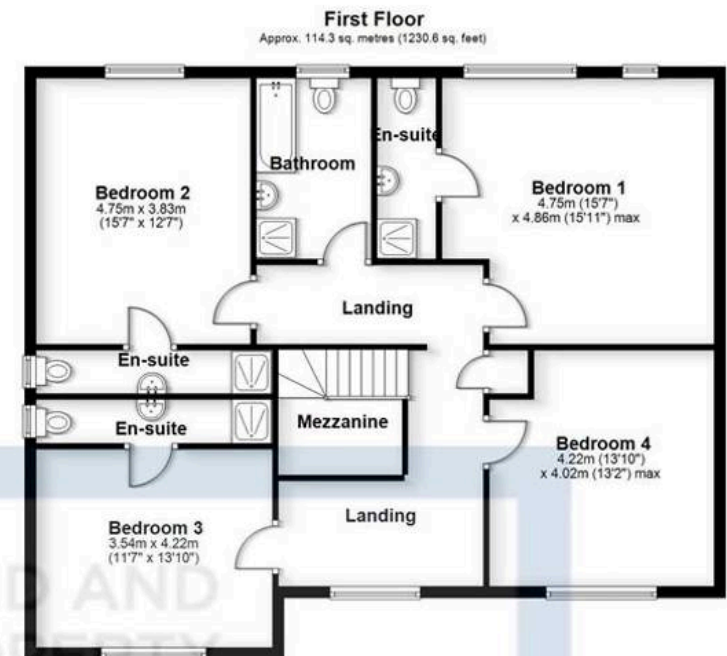 First Floor
Approx. 114.3 sq. metres (1230.6 sq. feet)
Bedroom 2
4.75m x 3.83m
(15'7" x 12'7")
Bathroom
En-suite
Bedroom 1
4.75m (15'7")
x 4.86m (15'11") max
Landing
En-suite
En-suite
Mezzanine
Bedroom 4
4.22m (13'10")
x 4.02m (13'2") max
Landing
Bedroom 3
3.54m x 4.22m
(11'7" x 13'10")
AND